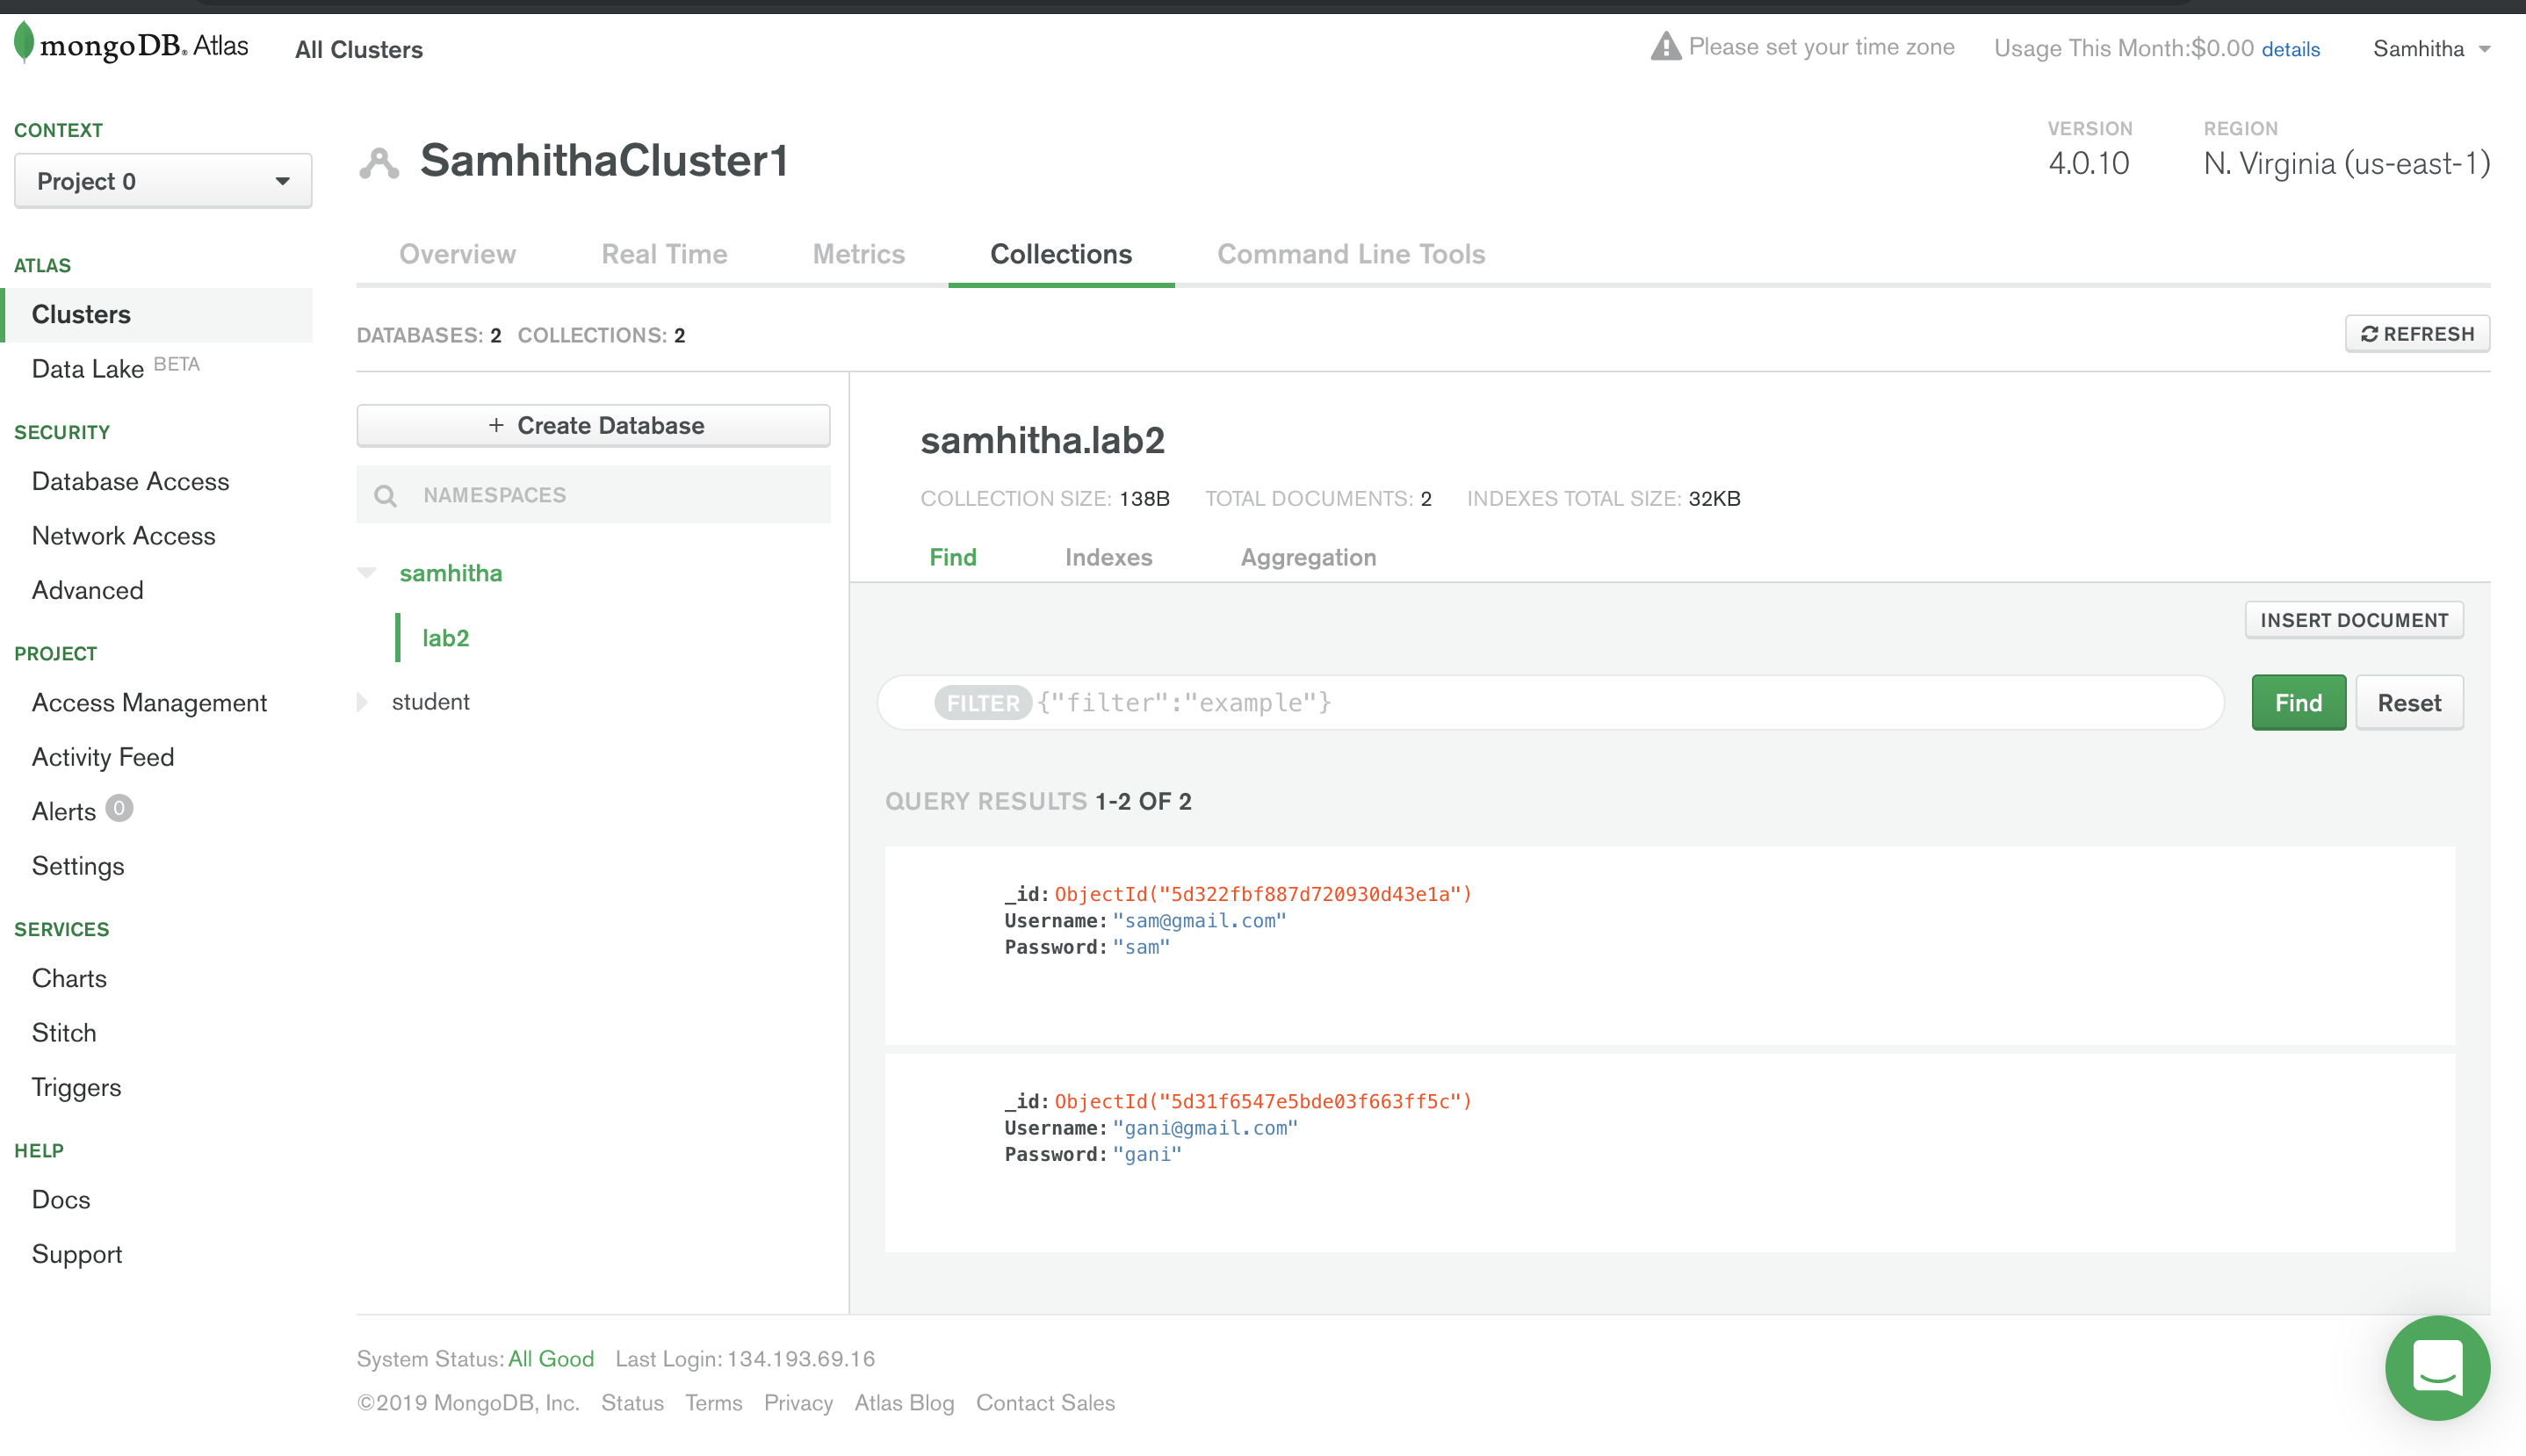 mongoDB. Atlas All Clusters Please set your time zone Usage This Month:$0.00 details Samhitha
CONTEXT
Project 0
ATLAS
Clusters
Data Lake BETA
SECURITY
Database Access
Network Access
Advanced
PROJECT
Access Management
Activity Feed
Alerts 0
Settings
SERVICES
Charts
Stitch
Triggers
HELP
Docs
Support
SamhithaCluster1
VERSION
4.0.10
REGION
N. Virginia (us-east-1)
Overview Real Time Metrics Collections Command Line Tools
DATABASES: 2 COLLECTIONS: 2
REFRESH
+ Create Database
NAMESPACES
samhitha
lab2
student
samhitha.lab2
COLLECTION SIZE: 138B TOTAL DOCUMENTS: 2 INDEXES TOTAL SIZE: 32KB
Find Indexes Aggregation
INSERT DOCUMENT
FILTER {"filter":"example"}
Find Reset
QUERY RESULTS 1-2 OF 2
_id: ObjectId("5d322fbf887d720930d43e1a")
Username: "sam@gmail.com"
Password: "sam"
_id: ObjectId("5d31f6547e5bde03f663ff5c")
Username: "gani@gmail.com"
Password: "gani"
System Status: All Good Last Login: 134.193.69.16
©2019 MongoDB, Inc. Status Terms Privacy Atlas Blog Contact Sales